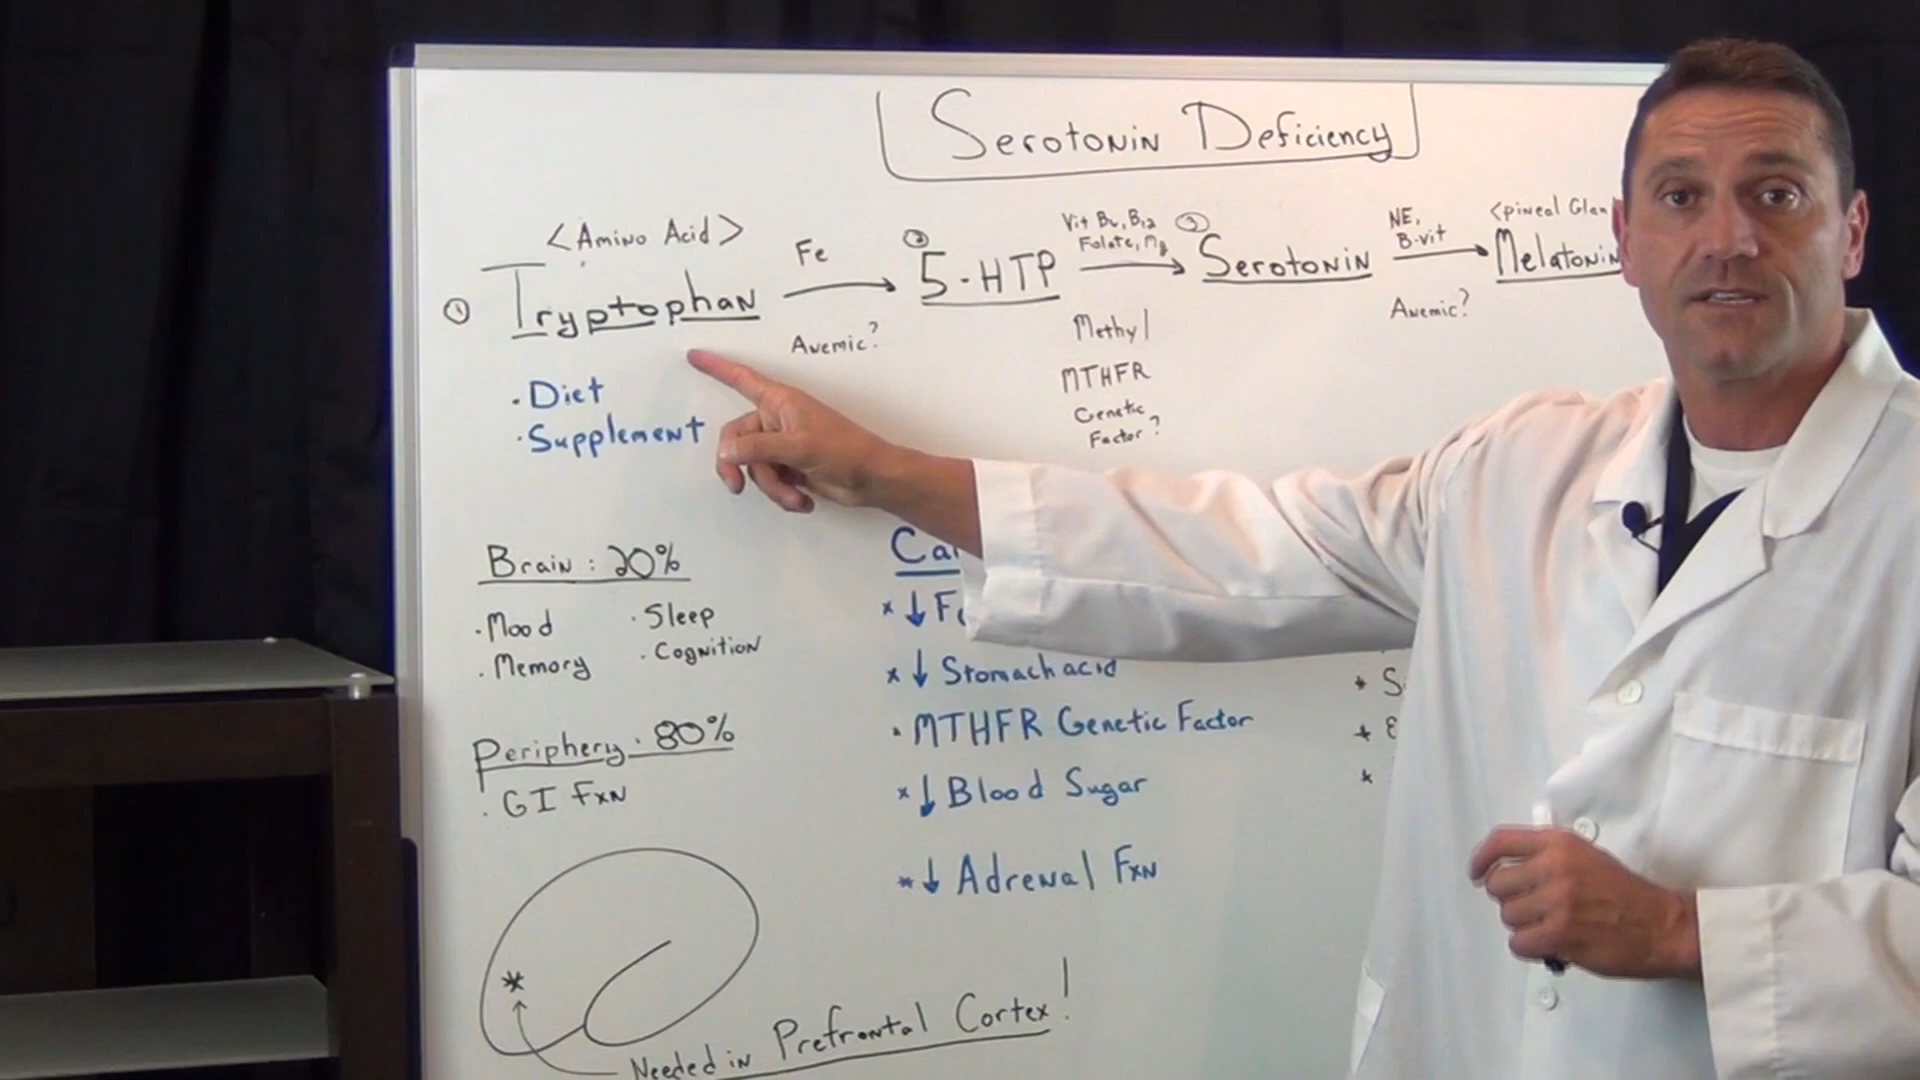 Serotonin Deficiency
<Amino Acid>
① Tryptophan
Fe
Anemic?
② 5-HTP
Vit B6, B12
Folate, Mg
Methyl
MTHFR
Genetic
Factor?
③ Serotonin
NE,
B-vit
Anemic?
<pineal Glan
Melatonin
· Diet
· Supplement
Brain: 20%
· Mood
· Sleep
· Memory
· Cognition
Periphery: 80%
· GI Fxn
* ↓ Stomach acid
* MTHFR Genetic Factor
* ↓ Blood Sugar
* ↓ Adrenal Fxn
Needed in Prefrontal Cortex!